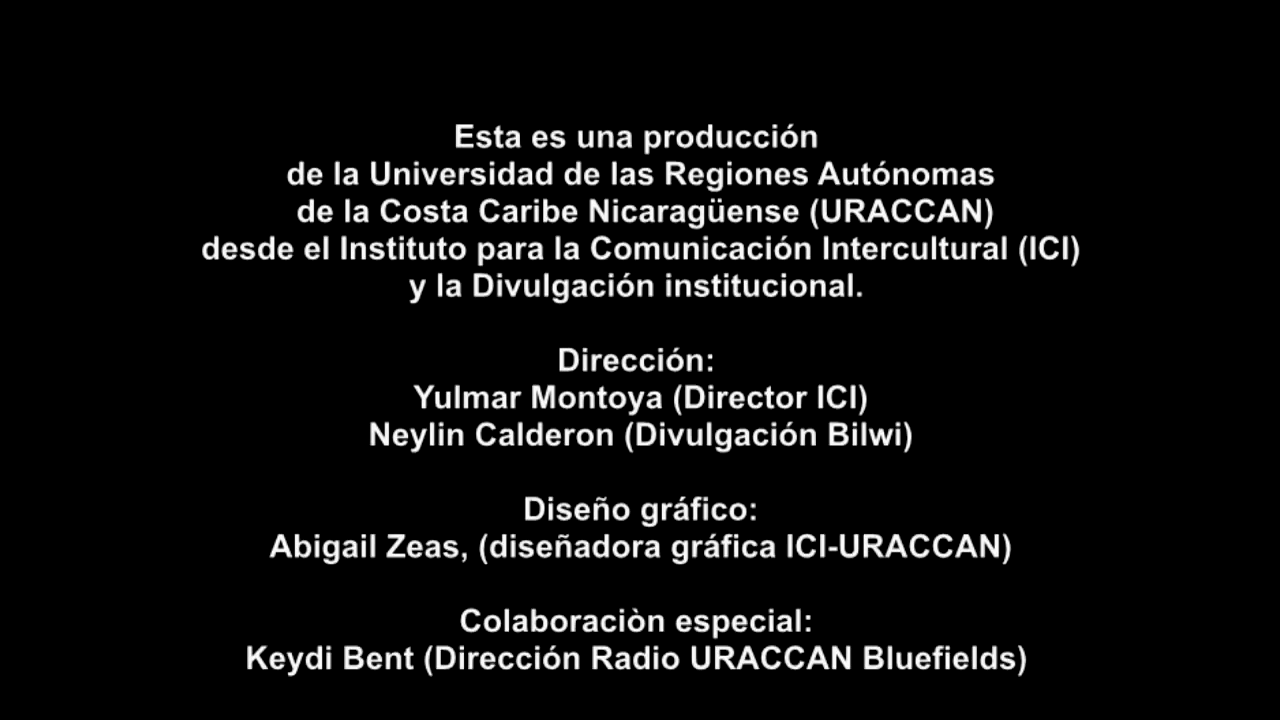 Esta es una producción
de la Universidad de las Regiones Autónomas
de la Costa Caribe Nicaragüense (URACCAN)
desde el Instituto para la Comunicación Intercultural (ICI)
y la Divulgación institucional.
Dirección:
Yulmar Montoya (Director ICI)
Neylin Calderon (Divulgación Bilwi)
Diseño gráfico:
Abigail Zeas, (diseñadora gráfica ICI-URACCAN)
Colaboraciòn especial:
Keydi Bent (Dirección Radio URACCAN Bluefields)